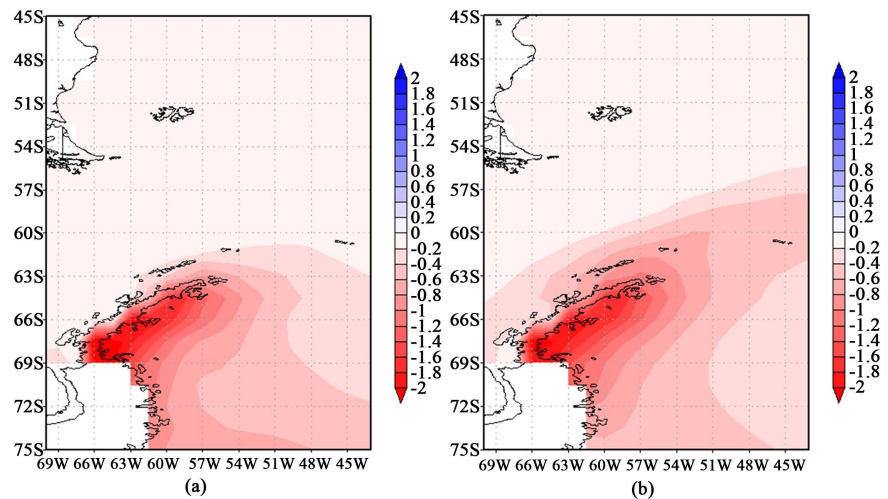 45S
48S
51S
54S
57S
60S
63S
66S
69S
72S
75S
69W 66W 63W 60W 57W 54W 51W 48W 45W
2
1.8
1.6
1.4
1.2
1
0.8
0.6
0.4
0.2
0
-0.2
-0.4
-0.6
-0.8
-1
-1.2
-1.4
-1.6
-1.8
-2
(a)
45S
48S
51S
54S
57S
60S
63S
66S
69S
72S
75S
69W 66W 63W 60W 57W 54W 51W 48W 45W
2
1.8
1.6
1.4
1.2
1
0.8
0.6
0.4
0.2
0
-0.2
-0.4
-0.6
-0.8
-1
-1.2
-1.4
-1.6
-1.8
-2
(b)